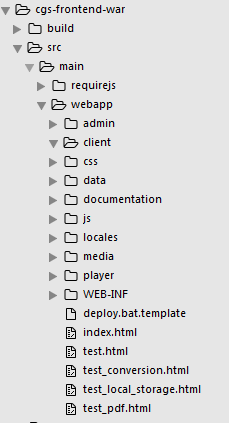 cgs-frontend-war
build
src
main
requirejs
webapp
admin
client
css
data
documentation
js
locales
media
player
WEB-INF
deploy.bat.template
index.html
test.html
test_conversion.html
test_local_storage.html
test_pdf.html